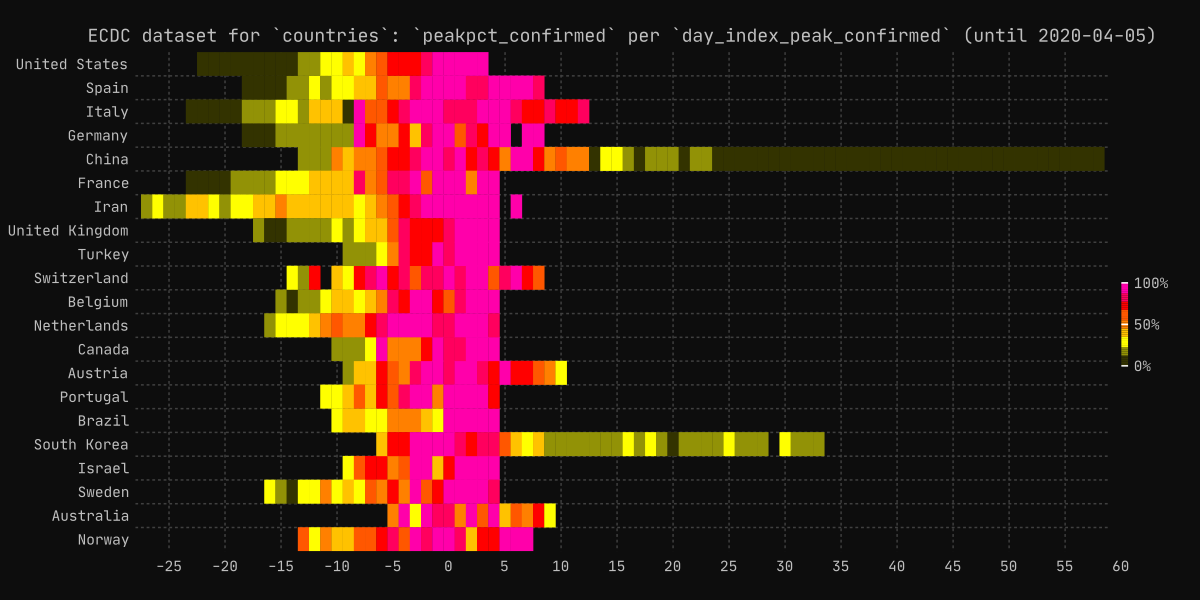 ECDC dataset for `countries`: `peakpct_confirmed` per `day_index_peak_confirmed` (until 2020-04-05)
United States
Spain
Italy
Germany
China
France
Iran
United Kingdom
Turkey
Switzerland
Belgium
Netherlands
Canada
Austria
Portugal
Brazil
South Korea
Israel
Sweden
Australia
Norway
100%
50%
0%
-25 -20 -15 -10 -5 0 5 10 15 20 25 30 35 40 45 50 55 60